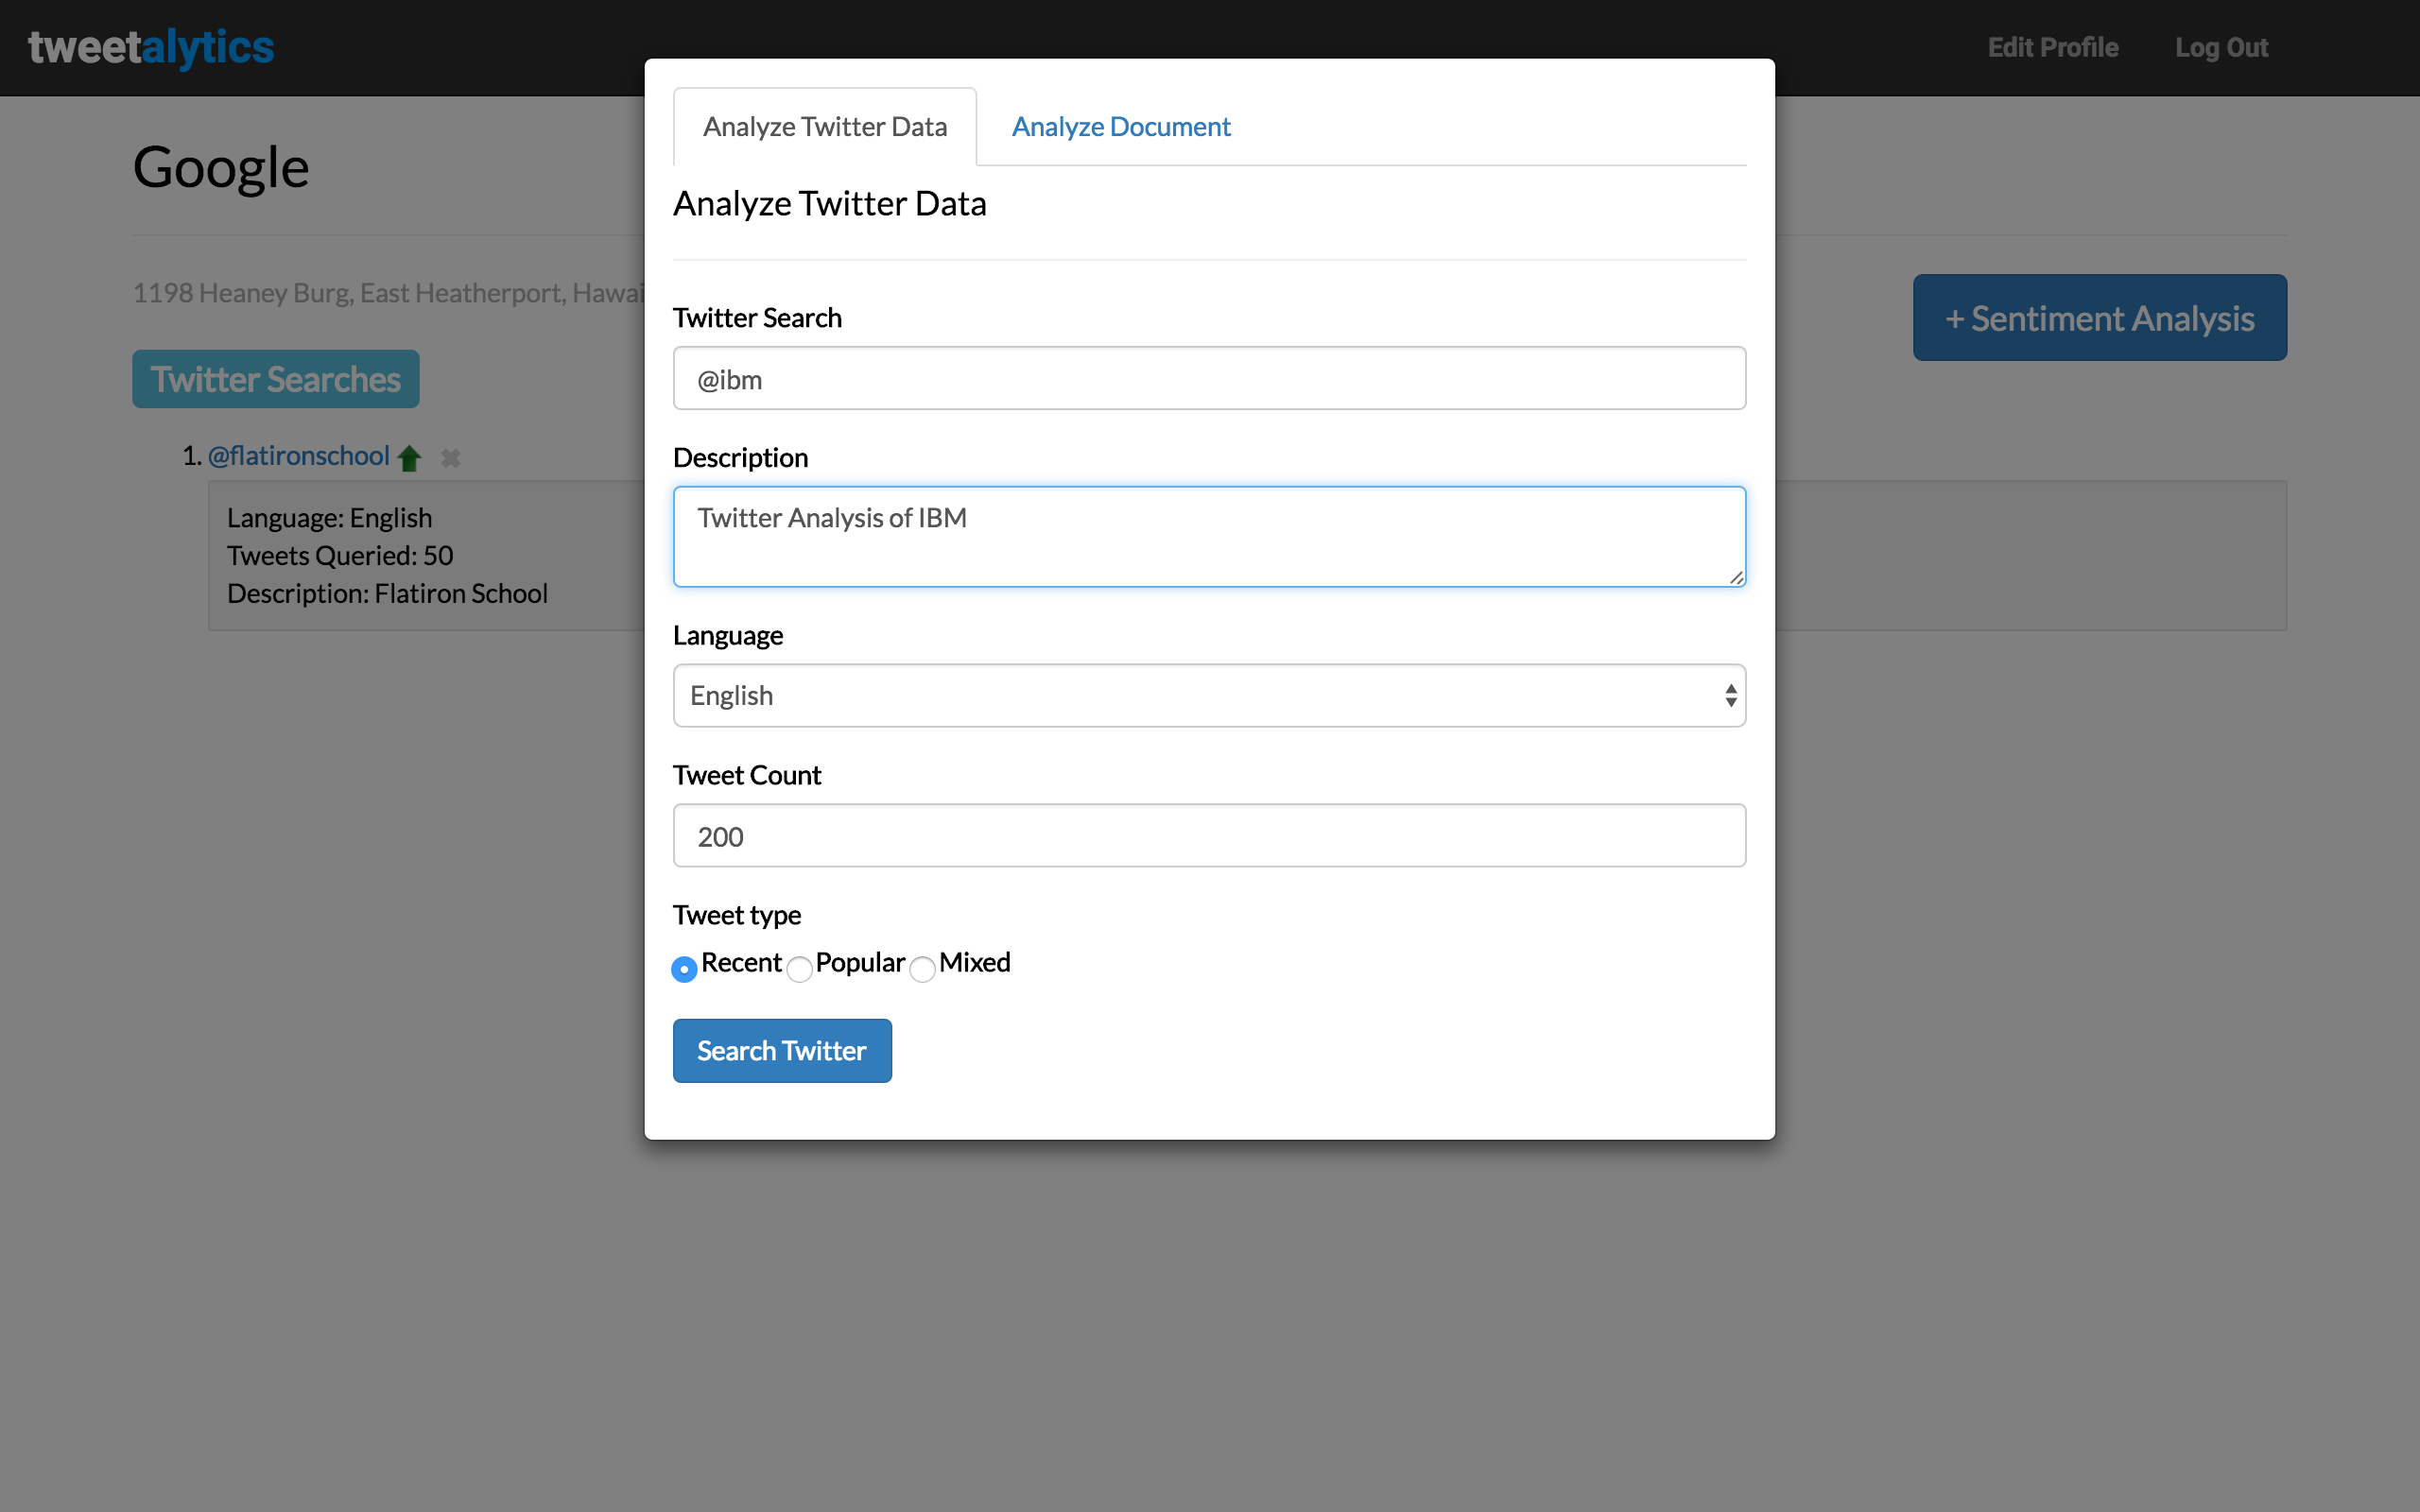 tweetalytics
Edit Profile
Log Out
Google
1198 Heaney Burg, East Heatherport,
+ Sentiment Analysis
Twitter Searches
1. @flatironschool
Language: English
Tweets Queried: 50
Description: Flatiron School
Analyze Twitter Data
Analyze Document
Analyze Twitter Data
Twitter Search
@ibm
Description
Twitter Analysis of IBM
Language
English
Tweet Count
200
Tweet type
Recent Popular Mixed
Search Twitter